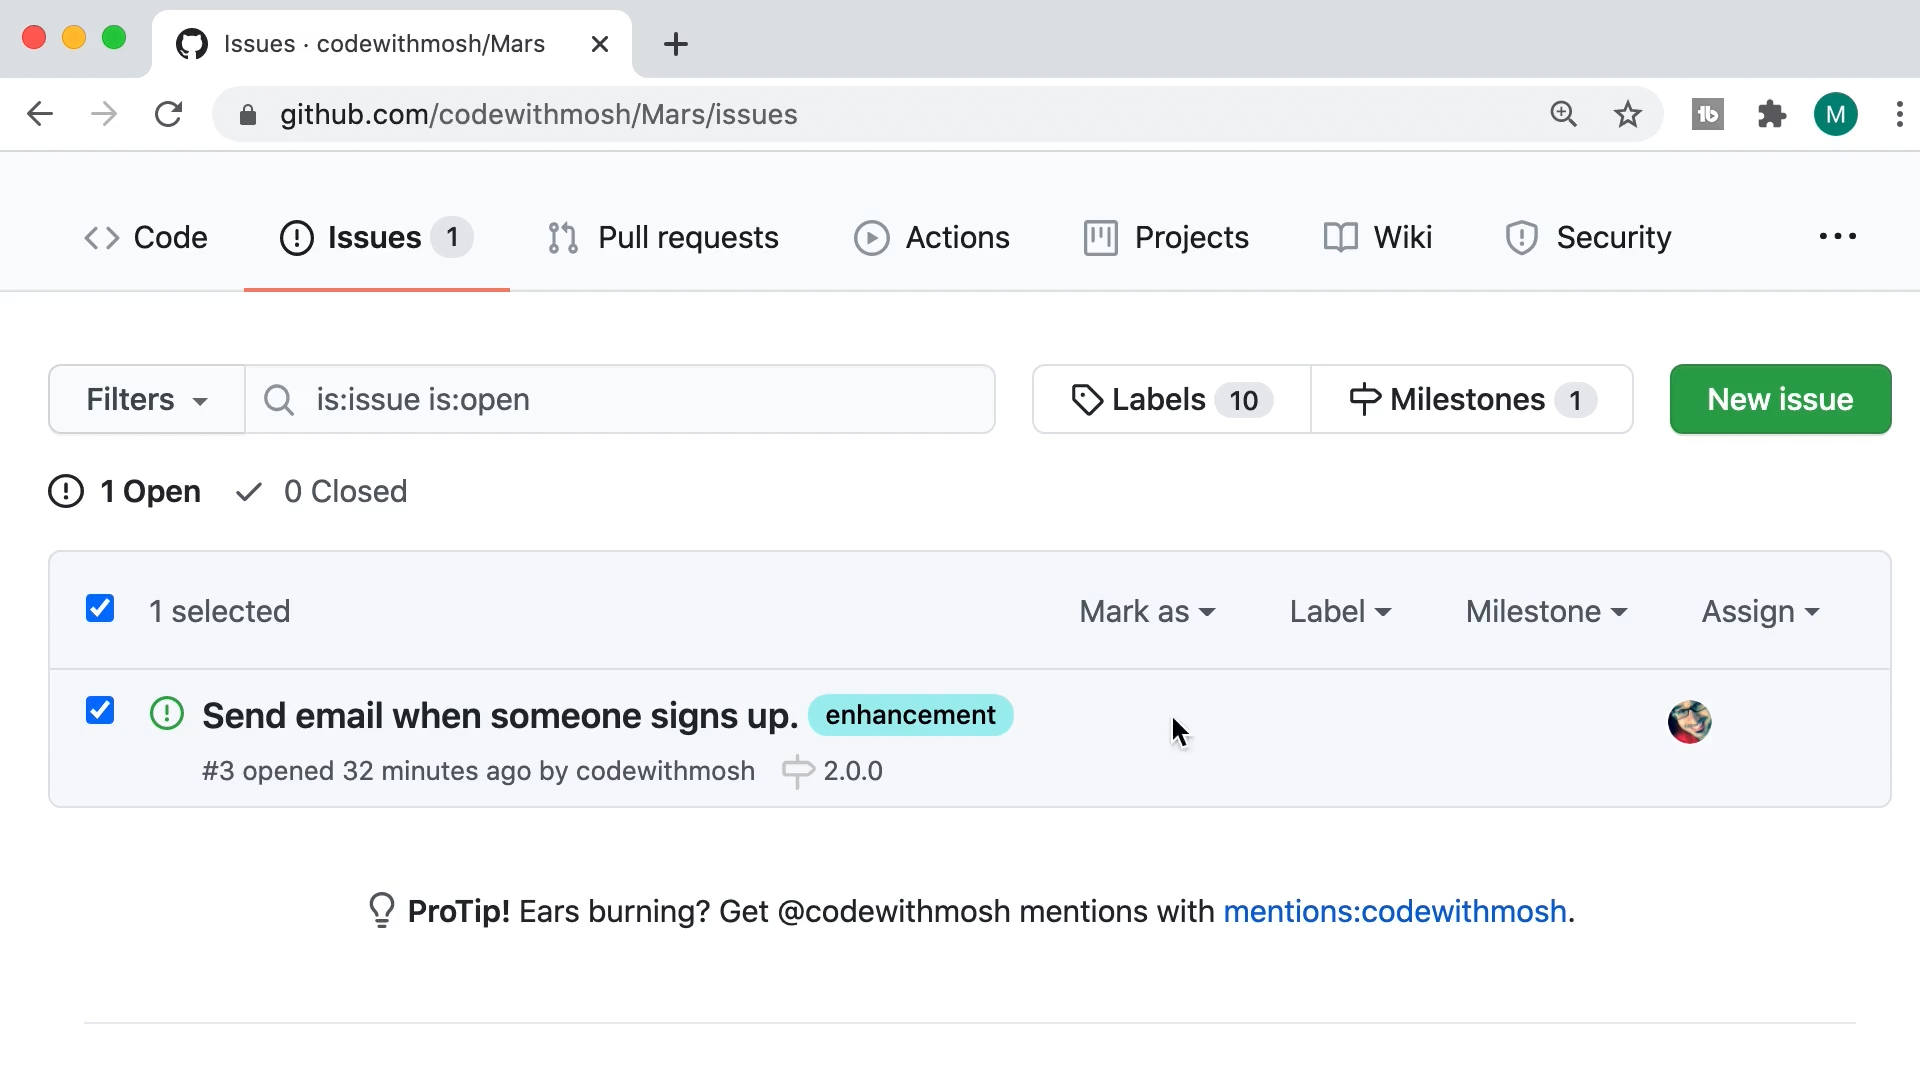 Issues · codewithmosh/Mars
github.com/codewithmosh/Mars/issues
M
Code Issues 1 Pull requests Actions Projects Wiki Security
Filters is:issue is:open Labels 10 Milestones 1 New issue
1 Open 0 Closed
1 selected Mark as Label Milestone Assign
Send email when someone signs up. enhancement
#3 opened 32 minutes ago by codewithmosh 2.0.0
ProTip! Ears burning? Get @codewithmosh mentions with mentions:codewithmosh.